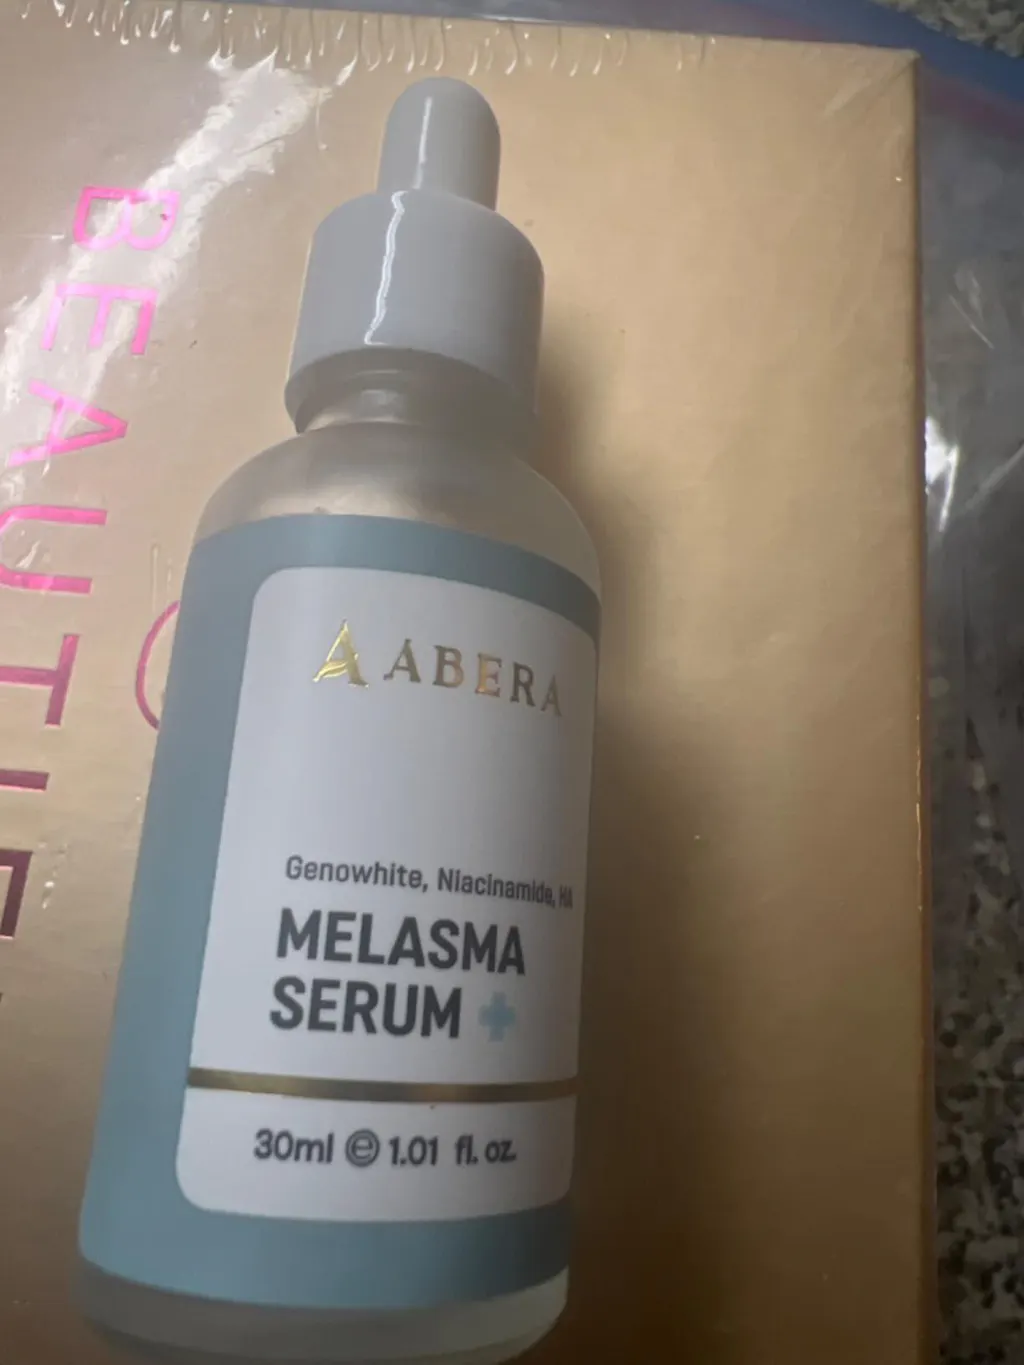 ABERA
Genowhite, Niacinamide, HA
MELASMA
SERUM
30ml ℮ 1.01 fl. oz.
BEAUTIE